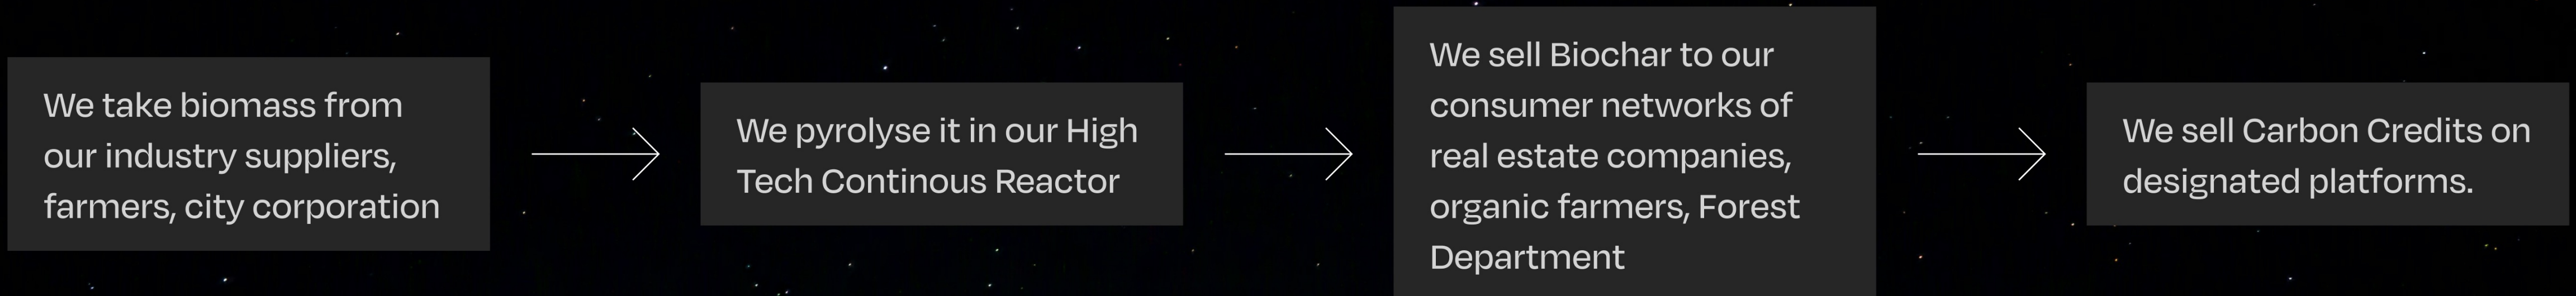 We take biomass from
our industry suppliers,
farmers, city corporation
We pyrolyse it in our High
Tech Continous Reactor
We sell Biochar to our
consumer networks of
real estate companies,
organic farmers, Forest
Department
We sell Carbon Credits on
designated platforms.